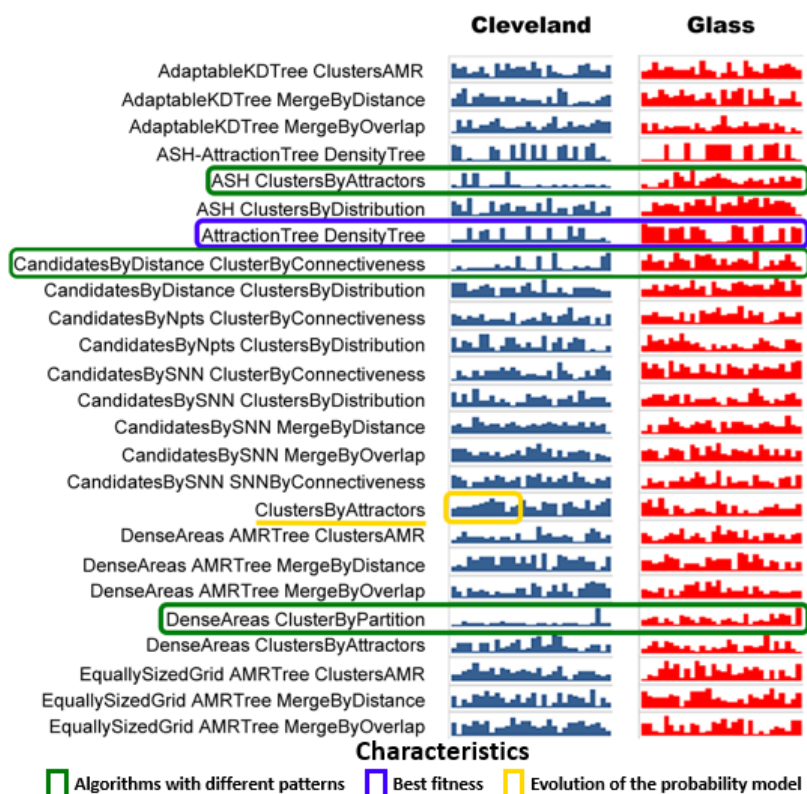 Cleveland Glass
AdaptableKDTree ClustersAMR
AdaptableKDTree MergeByDistance
AdaptableKDTree MergeByOverlap
ASH-AttractionTree DensityTree
ASH ClustersByAttractors
ASH ClustersByDistribution
AttractionTree DensityTree
CandidatesByDistance ClusterByConnectiveness
CandidatesByDistance ClustersByDistribution
CandidatesByNpts ClusterByConnectiveness
CandidatesByNpts ClustersByDistribution
CandidatesBySNN ClusterByConnectiveness
CandidatesBySNN ClustersByDistribution
CandidatesBySNN MergeByDistance
CandidatesBySNN MergeByOverlap
CandidatesBySNN SNNByConnectiveness
ClustersByAttractors
DenseAreas AMRTree ClustersAMR
DenseAreas AMRTree MergeByDistance
DenseAreas AMRTree MergeByOverlap
DenseAreas ClusterByPartition
DenseAreas ClustersByAttractors
EquallySizedGrid AMRTree ClustersAMR
EquallySizedGrid AMRTree MergeByDistance
EquallySizedGrid AMRTree MergeByOverlap
Characteristics
Algorithms with different patterns Best fitness Evolution of the probability model